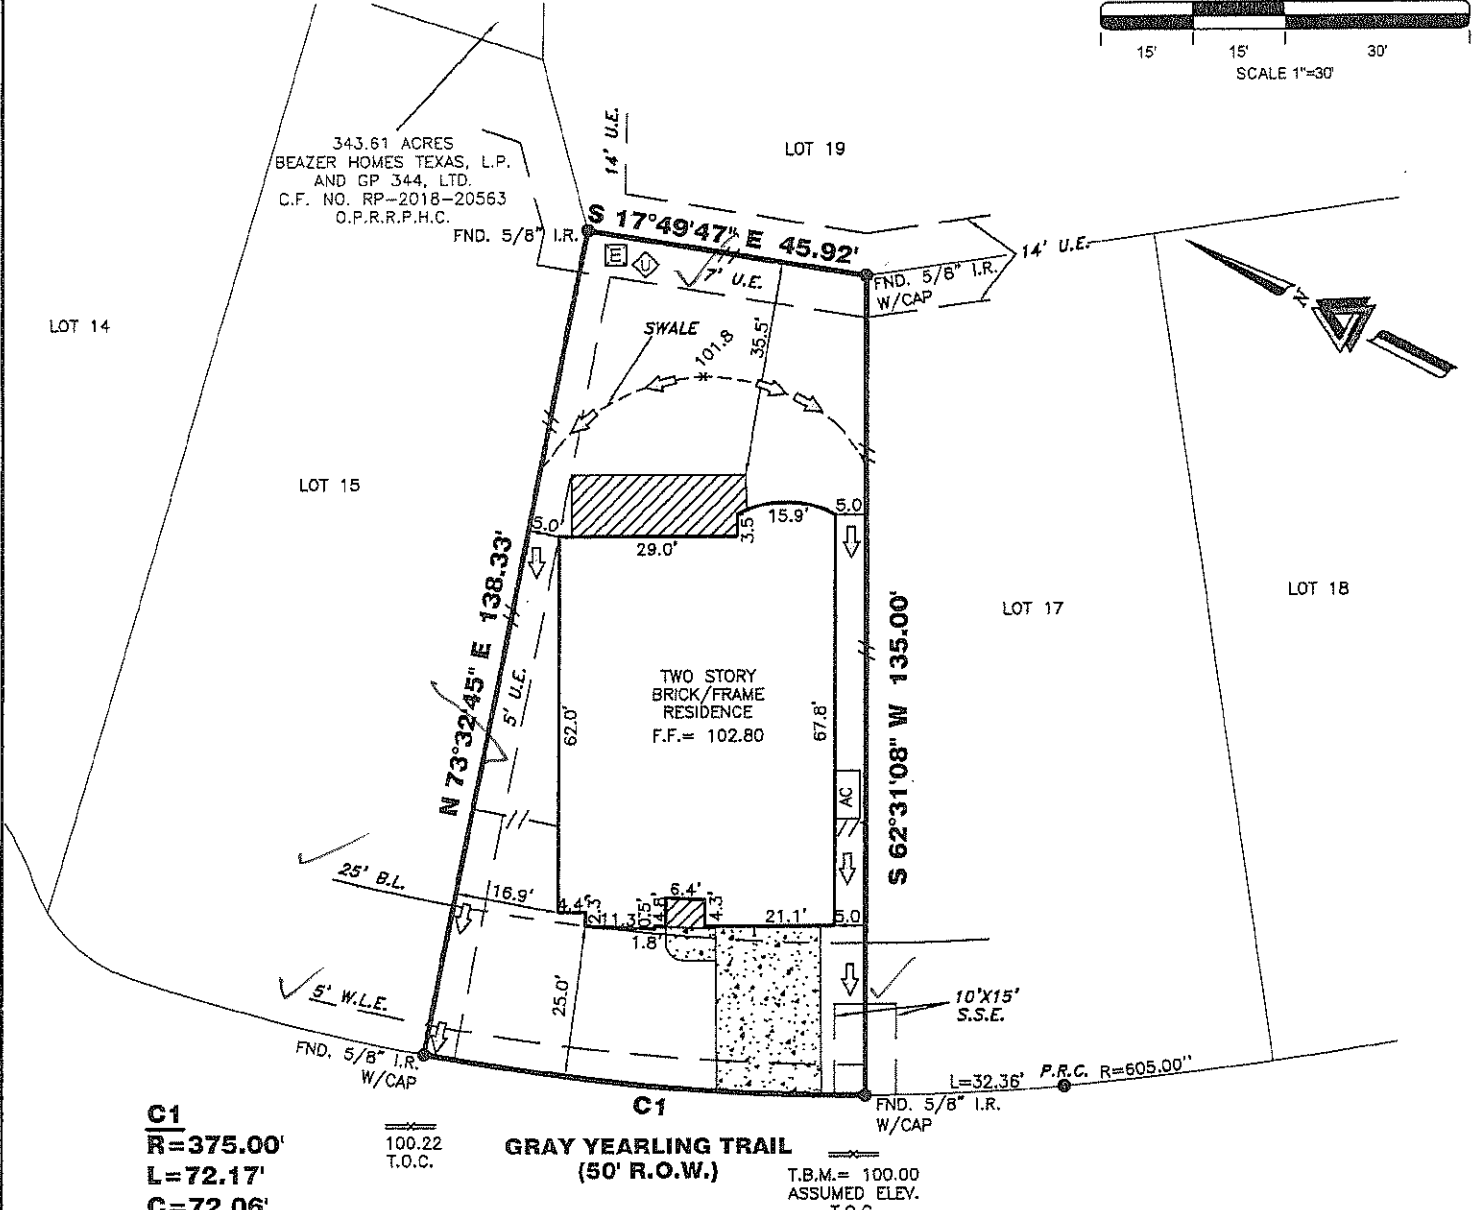 15'
15'
30'
SCALE 1"=30'
343.61 ACRES
BEAZER HOMES TEXAS, L.P.
AND GP 344, LTD.
C.F. NO. RP-2018-20563
O.P.R.R.P.H.C.
14' U.E.
LOT 19
FND. 5/8" I.R.
S 17°49'47" E 45.92'
E
U
7' U.E.
14' U.E.
FND. 5/8" I.R.
W/CAP
N
LOT 14
SWALE
101.8
35.5'
LOT 15
5.0'
29.0'
3.5
15.9'
5.0
N 73°32'45" E 138.33'
5' U.E.
62.0'
TWO STORY
BRICK/FRAME
RESIDENCE
F.F.= 102.80
67.8'
AC
S 62°31'08" W 135.00'
LOT 17
LOT 18
25' B.L.
16.9'
4.4'
2.3'
11.3'
0.5'
4.8'
6.4'
4.3'
21.1'
5.0
1.8'
25.0'
5' W.L.E.
10'X15'
S.S.E.
FND. 5/8" I.R.
W/CAP
L=32.36'
P.R.C.
R=605.00"
FND. 5/8" I.R.
W/CAP
C1
C1
R=375.00'
L=72.17'
C=72.06'
100.22
T.O.C.
GRAY YEARLING TRAIL
(50' R.O.W.)
T.B.M.= 100.00
ASSUMED ELEV.
T.O.C.